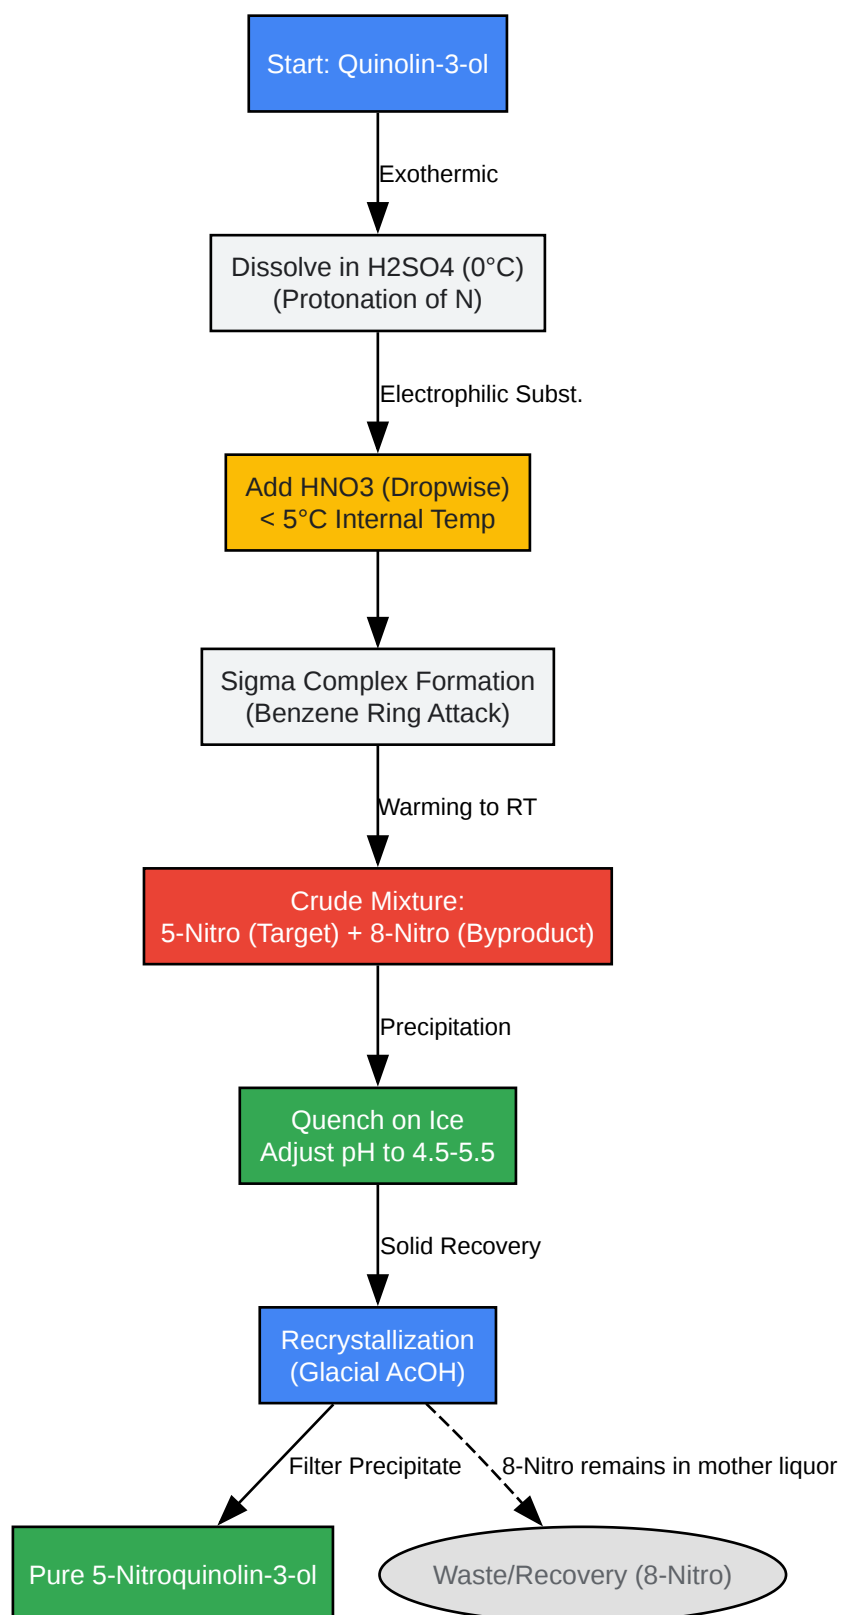 Start: Quinolin-3-ol
Exothermic
Dissolve in H2SO4 (0°C)
(Protonation of N)
Electrophilic Subst.
Add HNO3 (Dropwise)
< 5°C Internal Temp
Sigma Complex Formation
(Benzene Ring Attack)
Warming to RT
Crude Mixture:
5-Nitro (Target) + 8-Nitro (Byproduct)
Precipitation
Quench on Ice
Adjust pH to 4.5-5.5
Solid Recovery
Recrystallization
(Glacial AcOH)
Filter Precipitate
8-Nitro remains in mother liquor
Pure 5-Nitroquinolin-3-ol
Waste/Recovery (8-Nitro)